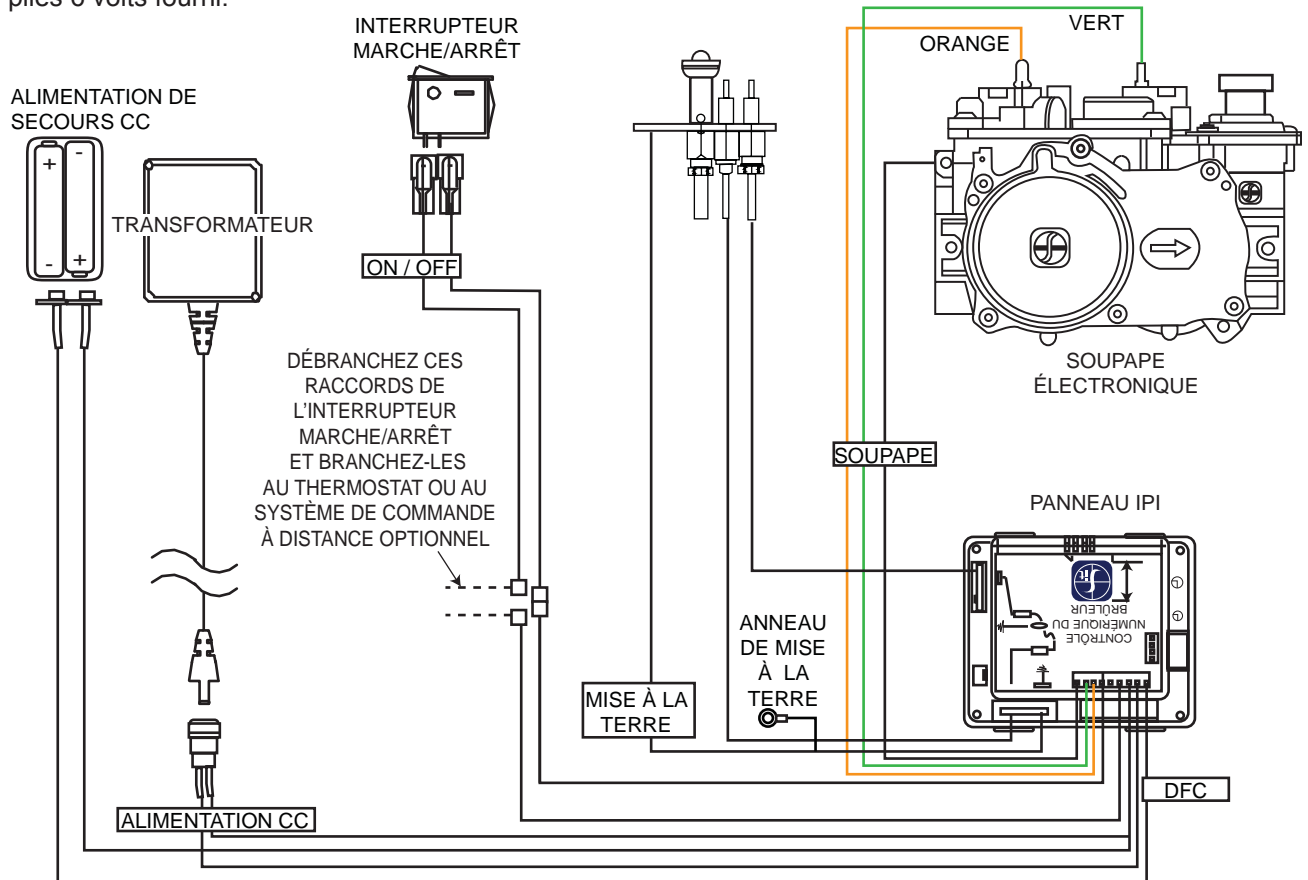 piles 6 volts fourni.
INTERRUPTEUR
MARCHE/ARRÊT
VERT
ORANGE
ALIMENTATION DE
SECOURS CC
+
-
-
+
TRANSFORMATEUR
ON / OFF
DÉBRANCHEZ CES
RACCORDS DE
L'INTERRUPTEUR
MARCHE/ARRÊT
ET BRANCHEZ-LES
AU THERMOSTAT OU AU
SYSTÈME DE COMMANDE
À DISTANCE OPTIONNEL
SOUPAPE
ÉLECTRONIQUE
SOUPAPE
PANNEAU IPI
sit
CONTRÔLE
NUMÉRIQUE DU
BRÛLEUR
ANNEAU
DE MISE
À LA
TERRE
MISE À LA
TERRE
DFC
ALIMENTATION CC